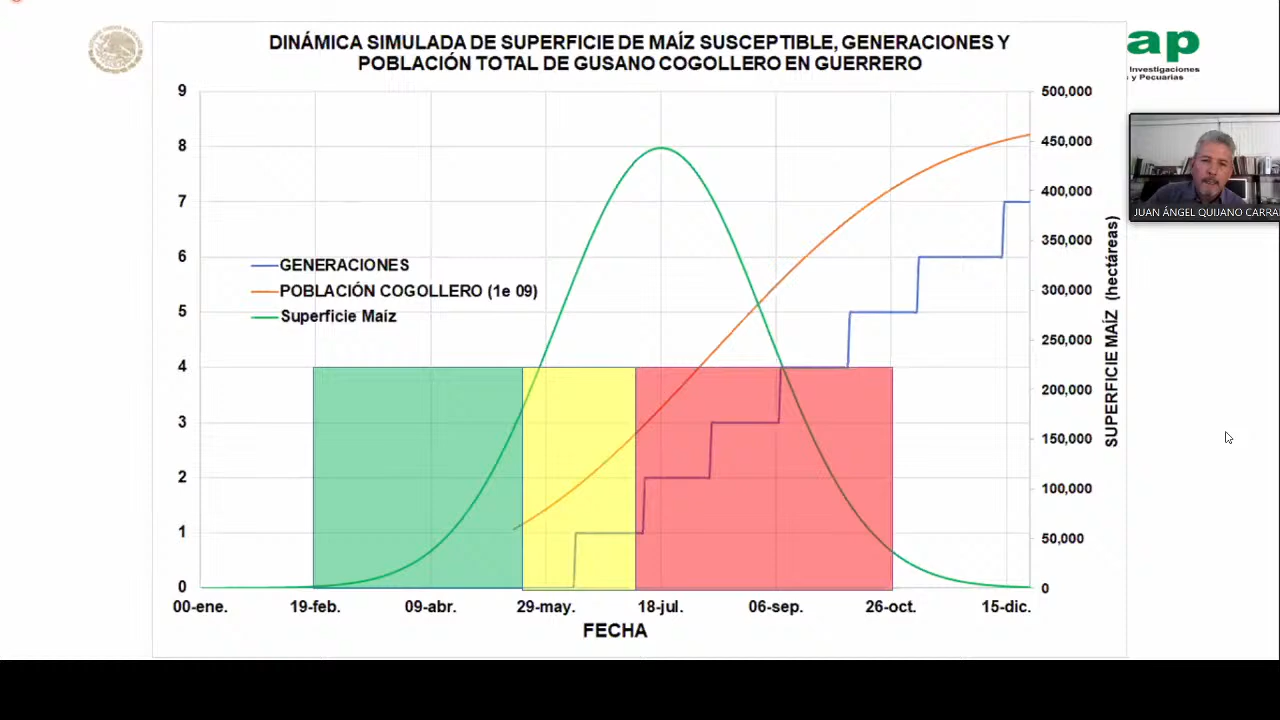 DINÁMICA SIMULADA DE SUPERFICIE DE MAÍZ SUSCEPTIBLE, GENERACIONES Y
POBLACIÓN TOTAL DE GUSANO COGOLLERO EN GUERRERO
ap
Investigaciones
y Pecuarias
9
8
7
6
5
4
3
2
1
0
500,000
450,000
400,000
350,000
300,000
250,000
200,000
150,000
100,000
50,000
0
SUPERFICIE MAÍZ (hectáreas)
GENERACIONES
POBLACIÓN COGOLLERO (1e 09)
Superficie Maíz
00-ene.
19-feb.
09-abr.
29-may.
18-jul.
06-sep.
26-oct.
15-dic.
FECHA
JUAN ÁNGEL QUIJANO CARRA